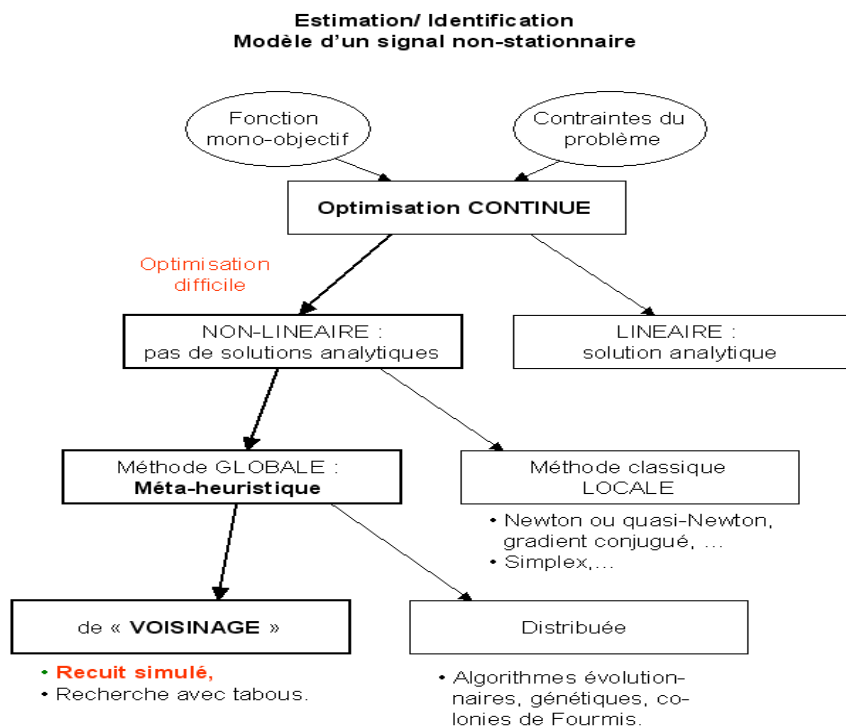 Estimation/ Identification
Modèle d'un signal non-stationnaire
Fonction
mono-objectif
Contraintes du
problème
Optimisation CONTINUE
Optimisation
difficile
NON-LINEAIRE :
pas de solutions analytiques
LINEAIRE :
solution analytique
Méthode GLOBALE :
Méta-heuristique
Méthode classique
LOCALE
• Newton ou quasi-Newton,
gradient conjugué, ...
• Simplex,...
de « VOISINAGE »
Distribuée
• Recuit simulé,
• Recherche avec tabous.
• Algorithmes évolution-
naires, génétiques, co-
lonies de Fourmis.